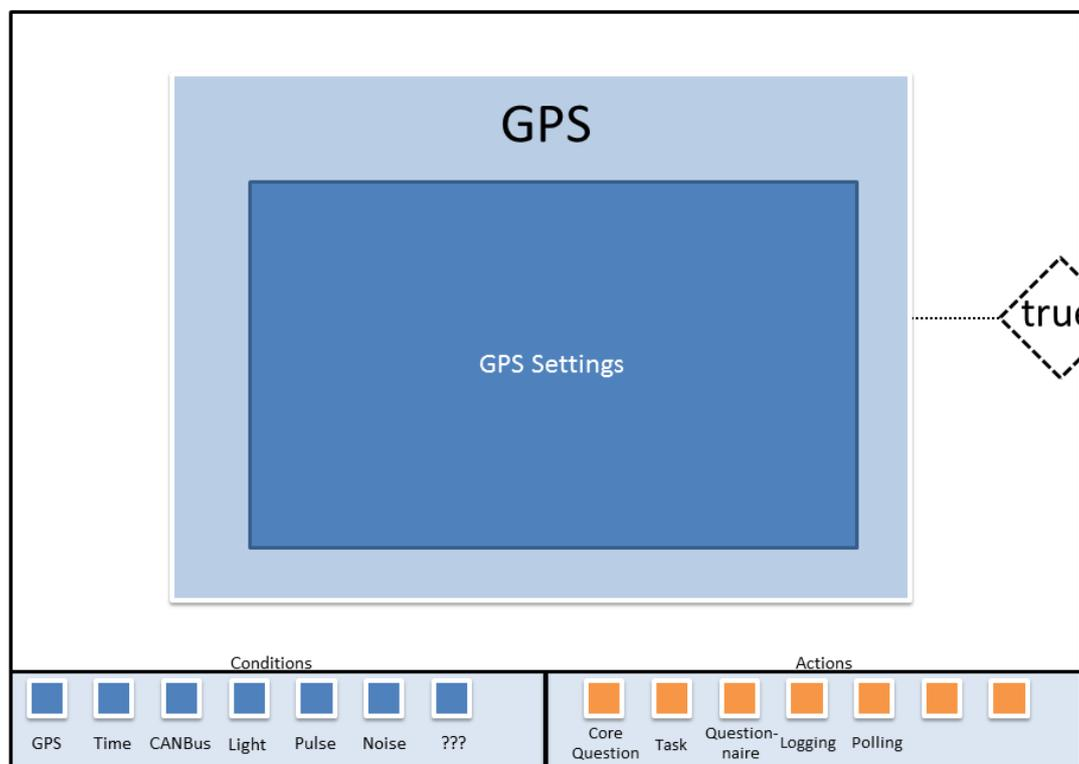 GPS
GPS Settings
Conditions
Actions
GPS
Time
CANBus
Light
Pulse
Noise
???
Core
Question
Task
Question-
naire
Logging
Polling